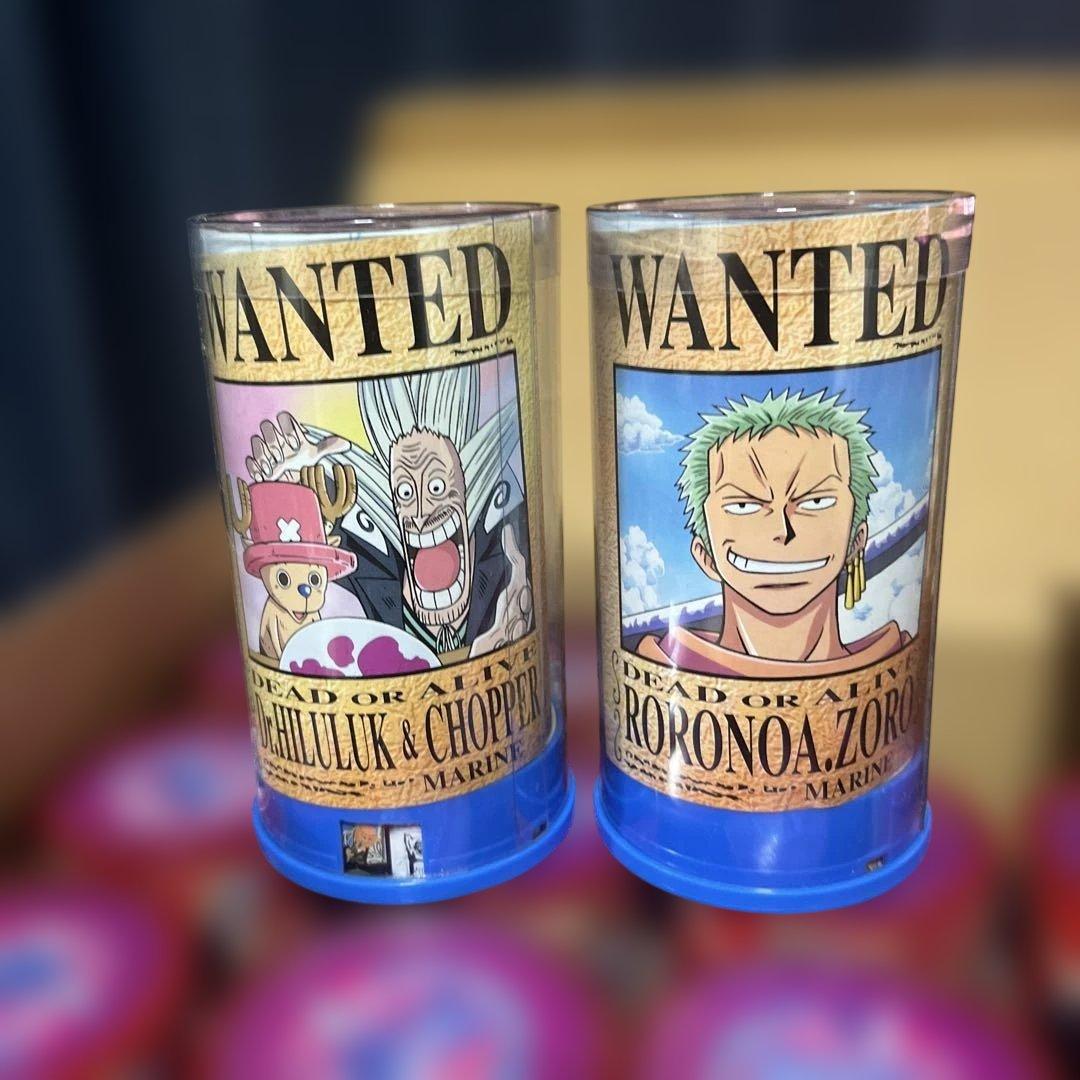 WANTED
DEAD OR ALIVE
Dr.HILULUK & CHOPPER
MARINE
WANTED
DEAD OR ALIVE
RORONOA.ZORO
MARINE